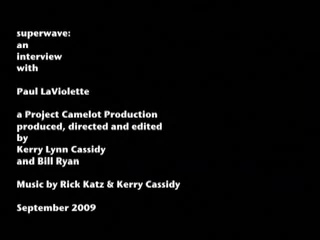 superwave:
an
interview
with
Paul LaViolette
a Project Camelot Production
produced, directed and edited
by
Kerry Lynn Cassidy
and Bill Ryan
Music by Rick Katz & Kerry Cassidy
September 2009